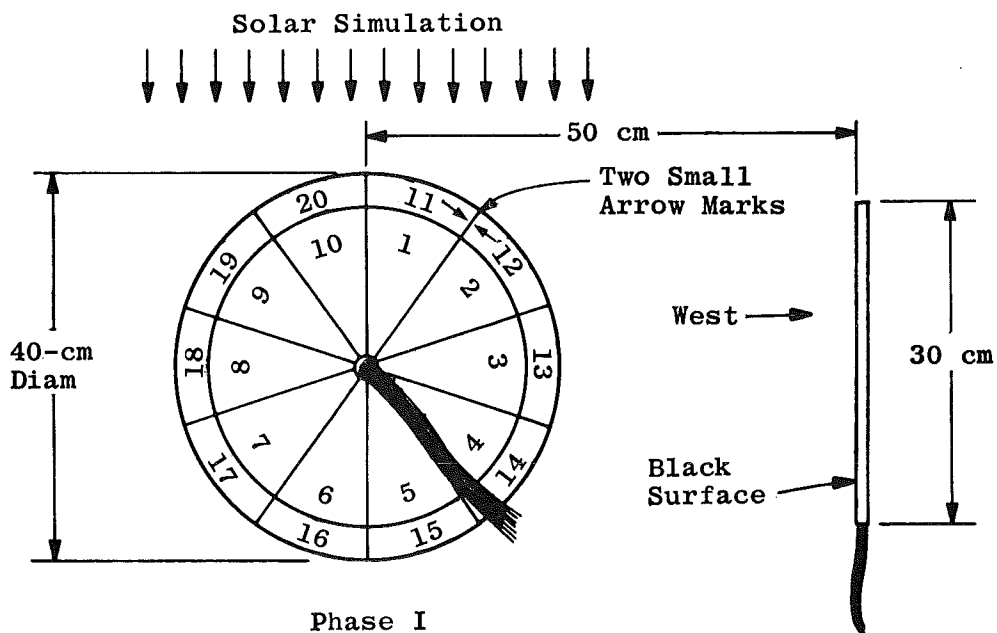 Solar Simulation
50 cm
Two Small
Arrow Marks
20
11
10
1
12
19
9
2
West
40-cm
Diam
18
8
3
13
30 cm
7
4
17
14
6
5
Black
Surface
16
15
Phase I